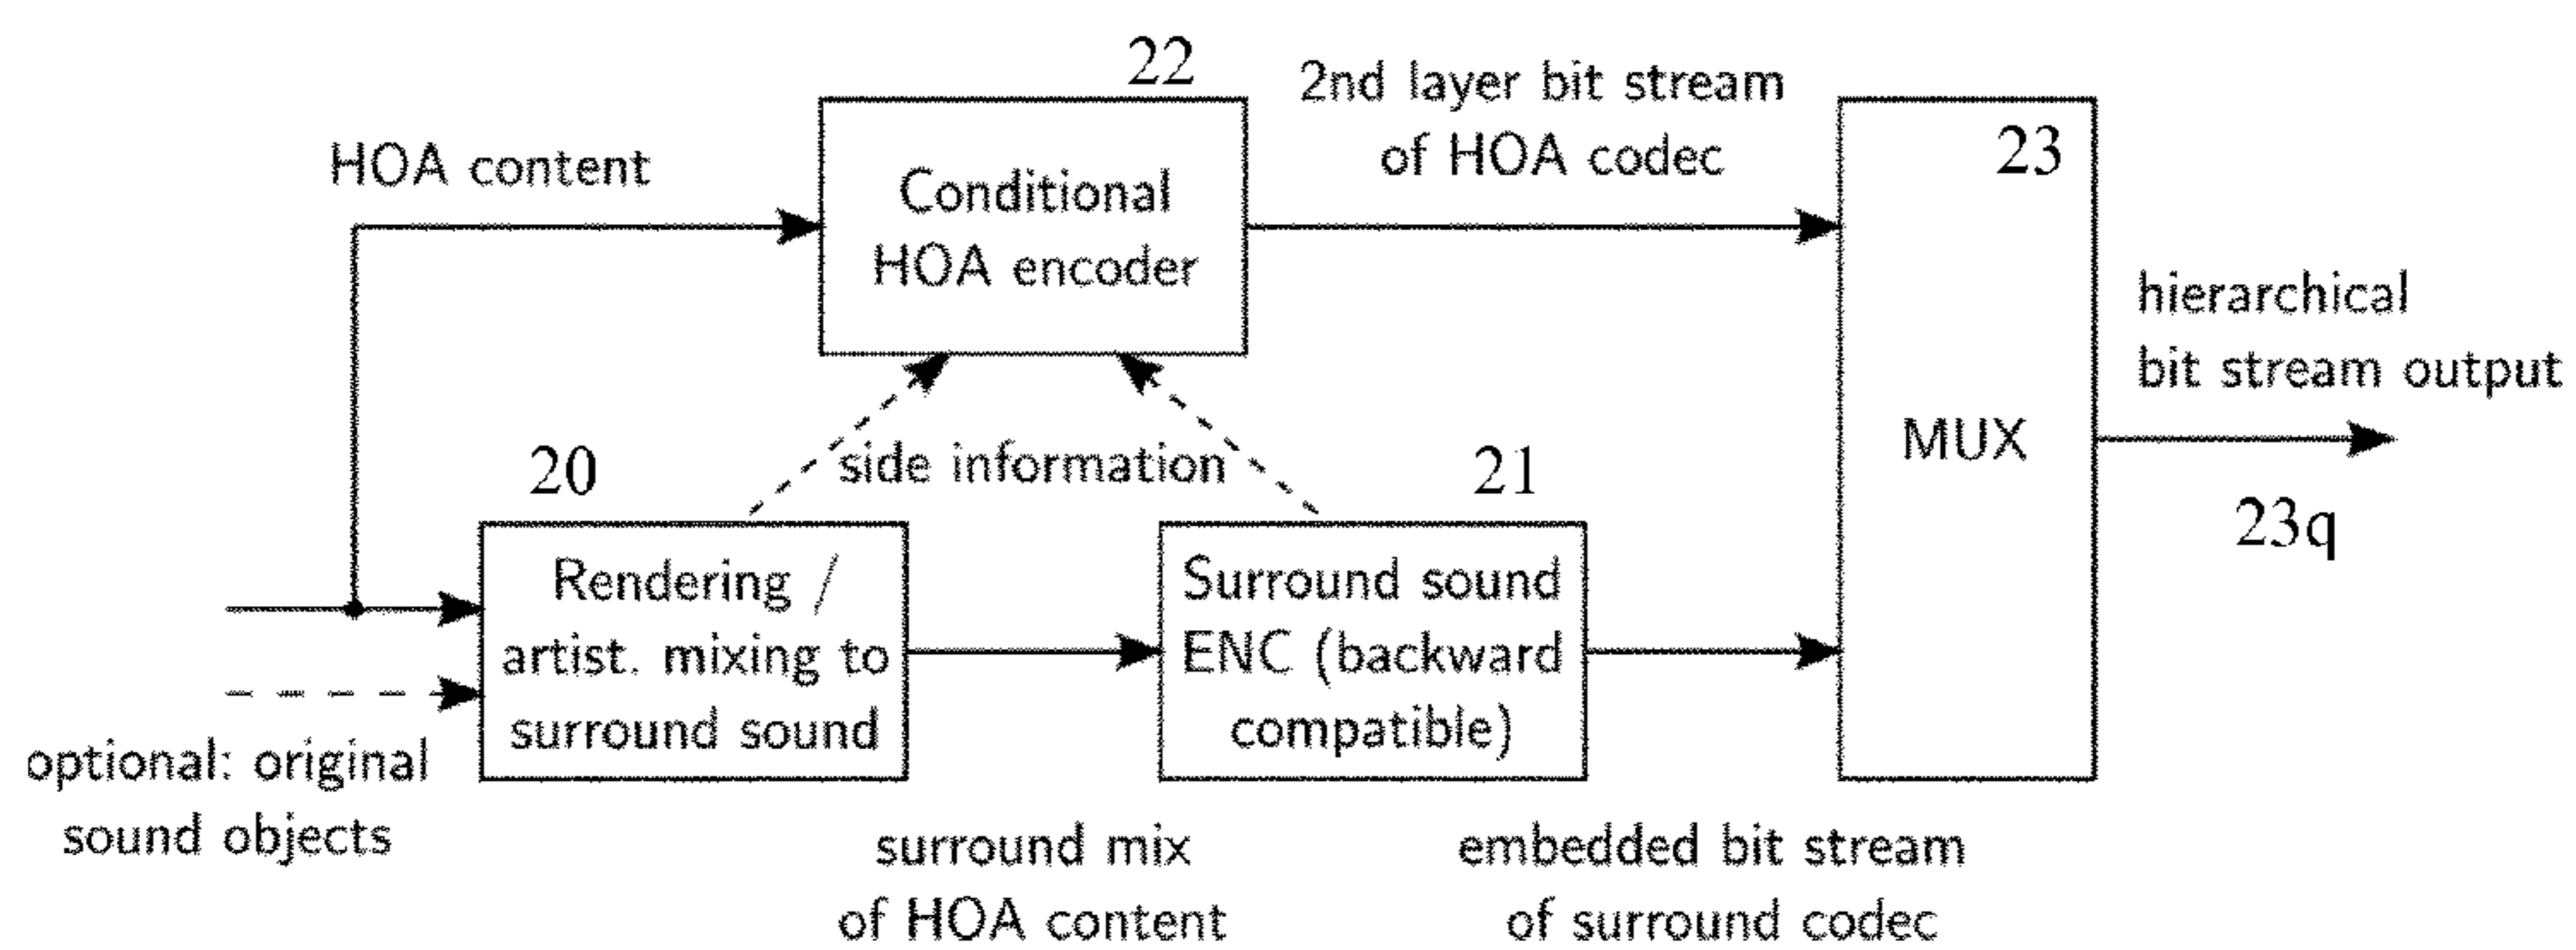 22
2nd layer bit stream
of HOA codec
23
HOA content
Conditional
HOA encoder
hierarchical
bit stream output
MUX
20
side information
21
23q
Rendering /
artist. mixing to
surround sound
Surround sound
ENC (backward
compatible)
optional: original
sound objects
surround mix
of HOA content
embedded bit stream
of surround codec